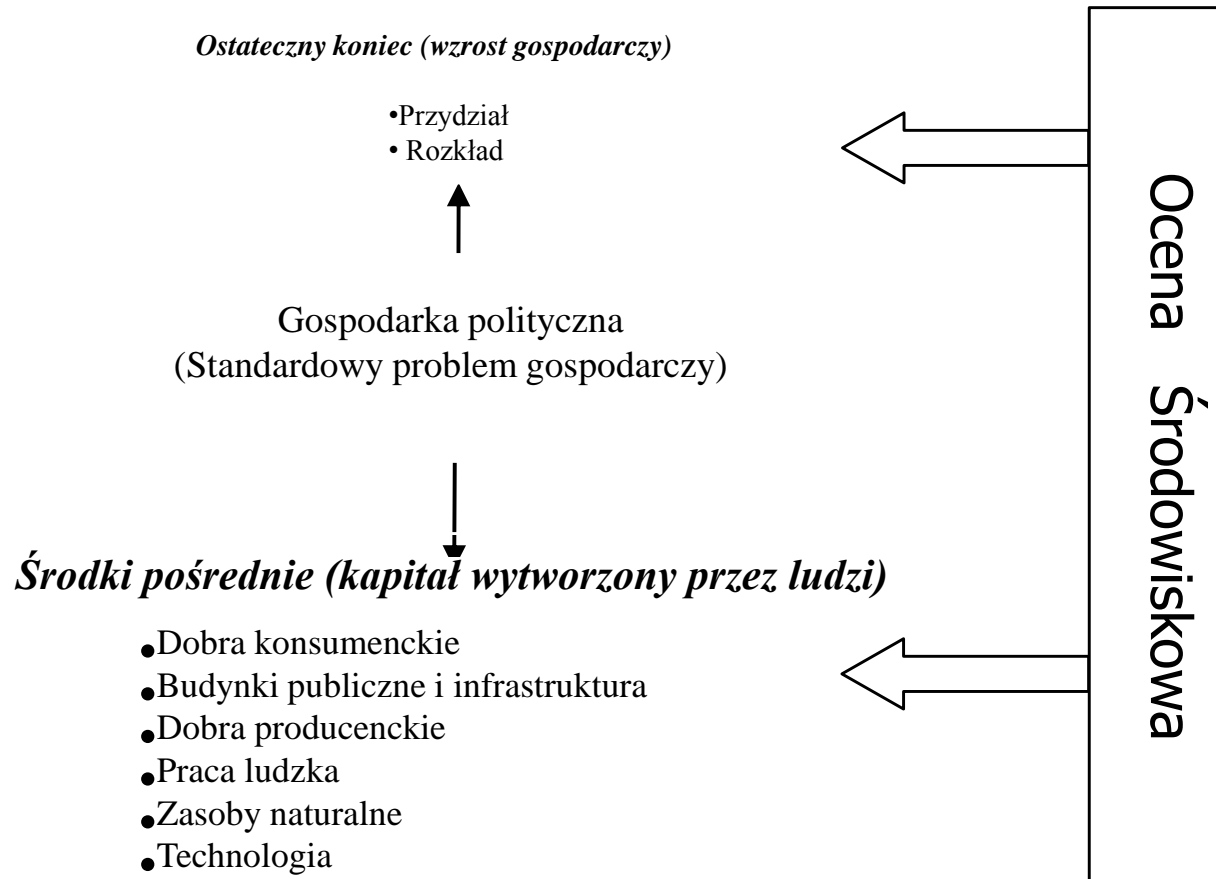 Ostateczny koniec (wzrost gospodarczy)
•Przydział
• Rozkład
Gospodarka polityczna
(Standardowy problem gospodarczy)
Środki pośrednie (kapitał wytworzony przez ludzi)
•Dobra konsumenckie
•Budynki publiczne i infrastruktura
•Dobra producenckie
•Praca ludzka
•Zasoby naturalne
•Technologia
Ocena Środowiskowa